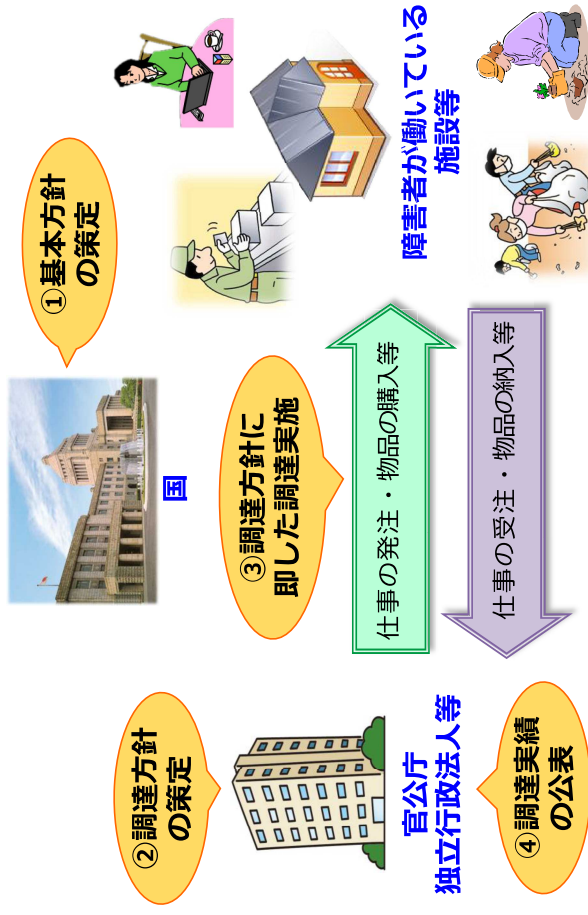 ①基本方針
の策定
国
②調達方針
の策定
③調達方針に
即した調達実施
仕事の発注・物品の購入等
仕事の受注・物品の納入等
官公庁
独立行政法人等
障害者が働いている
施設等
④調達実績
の公表